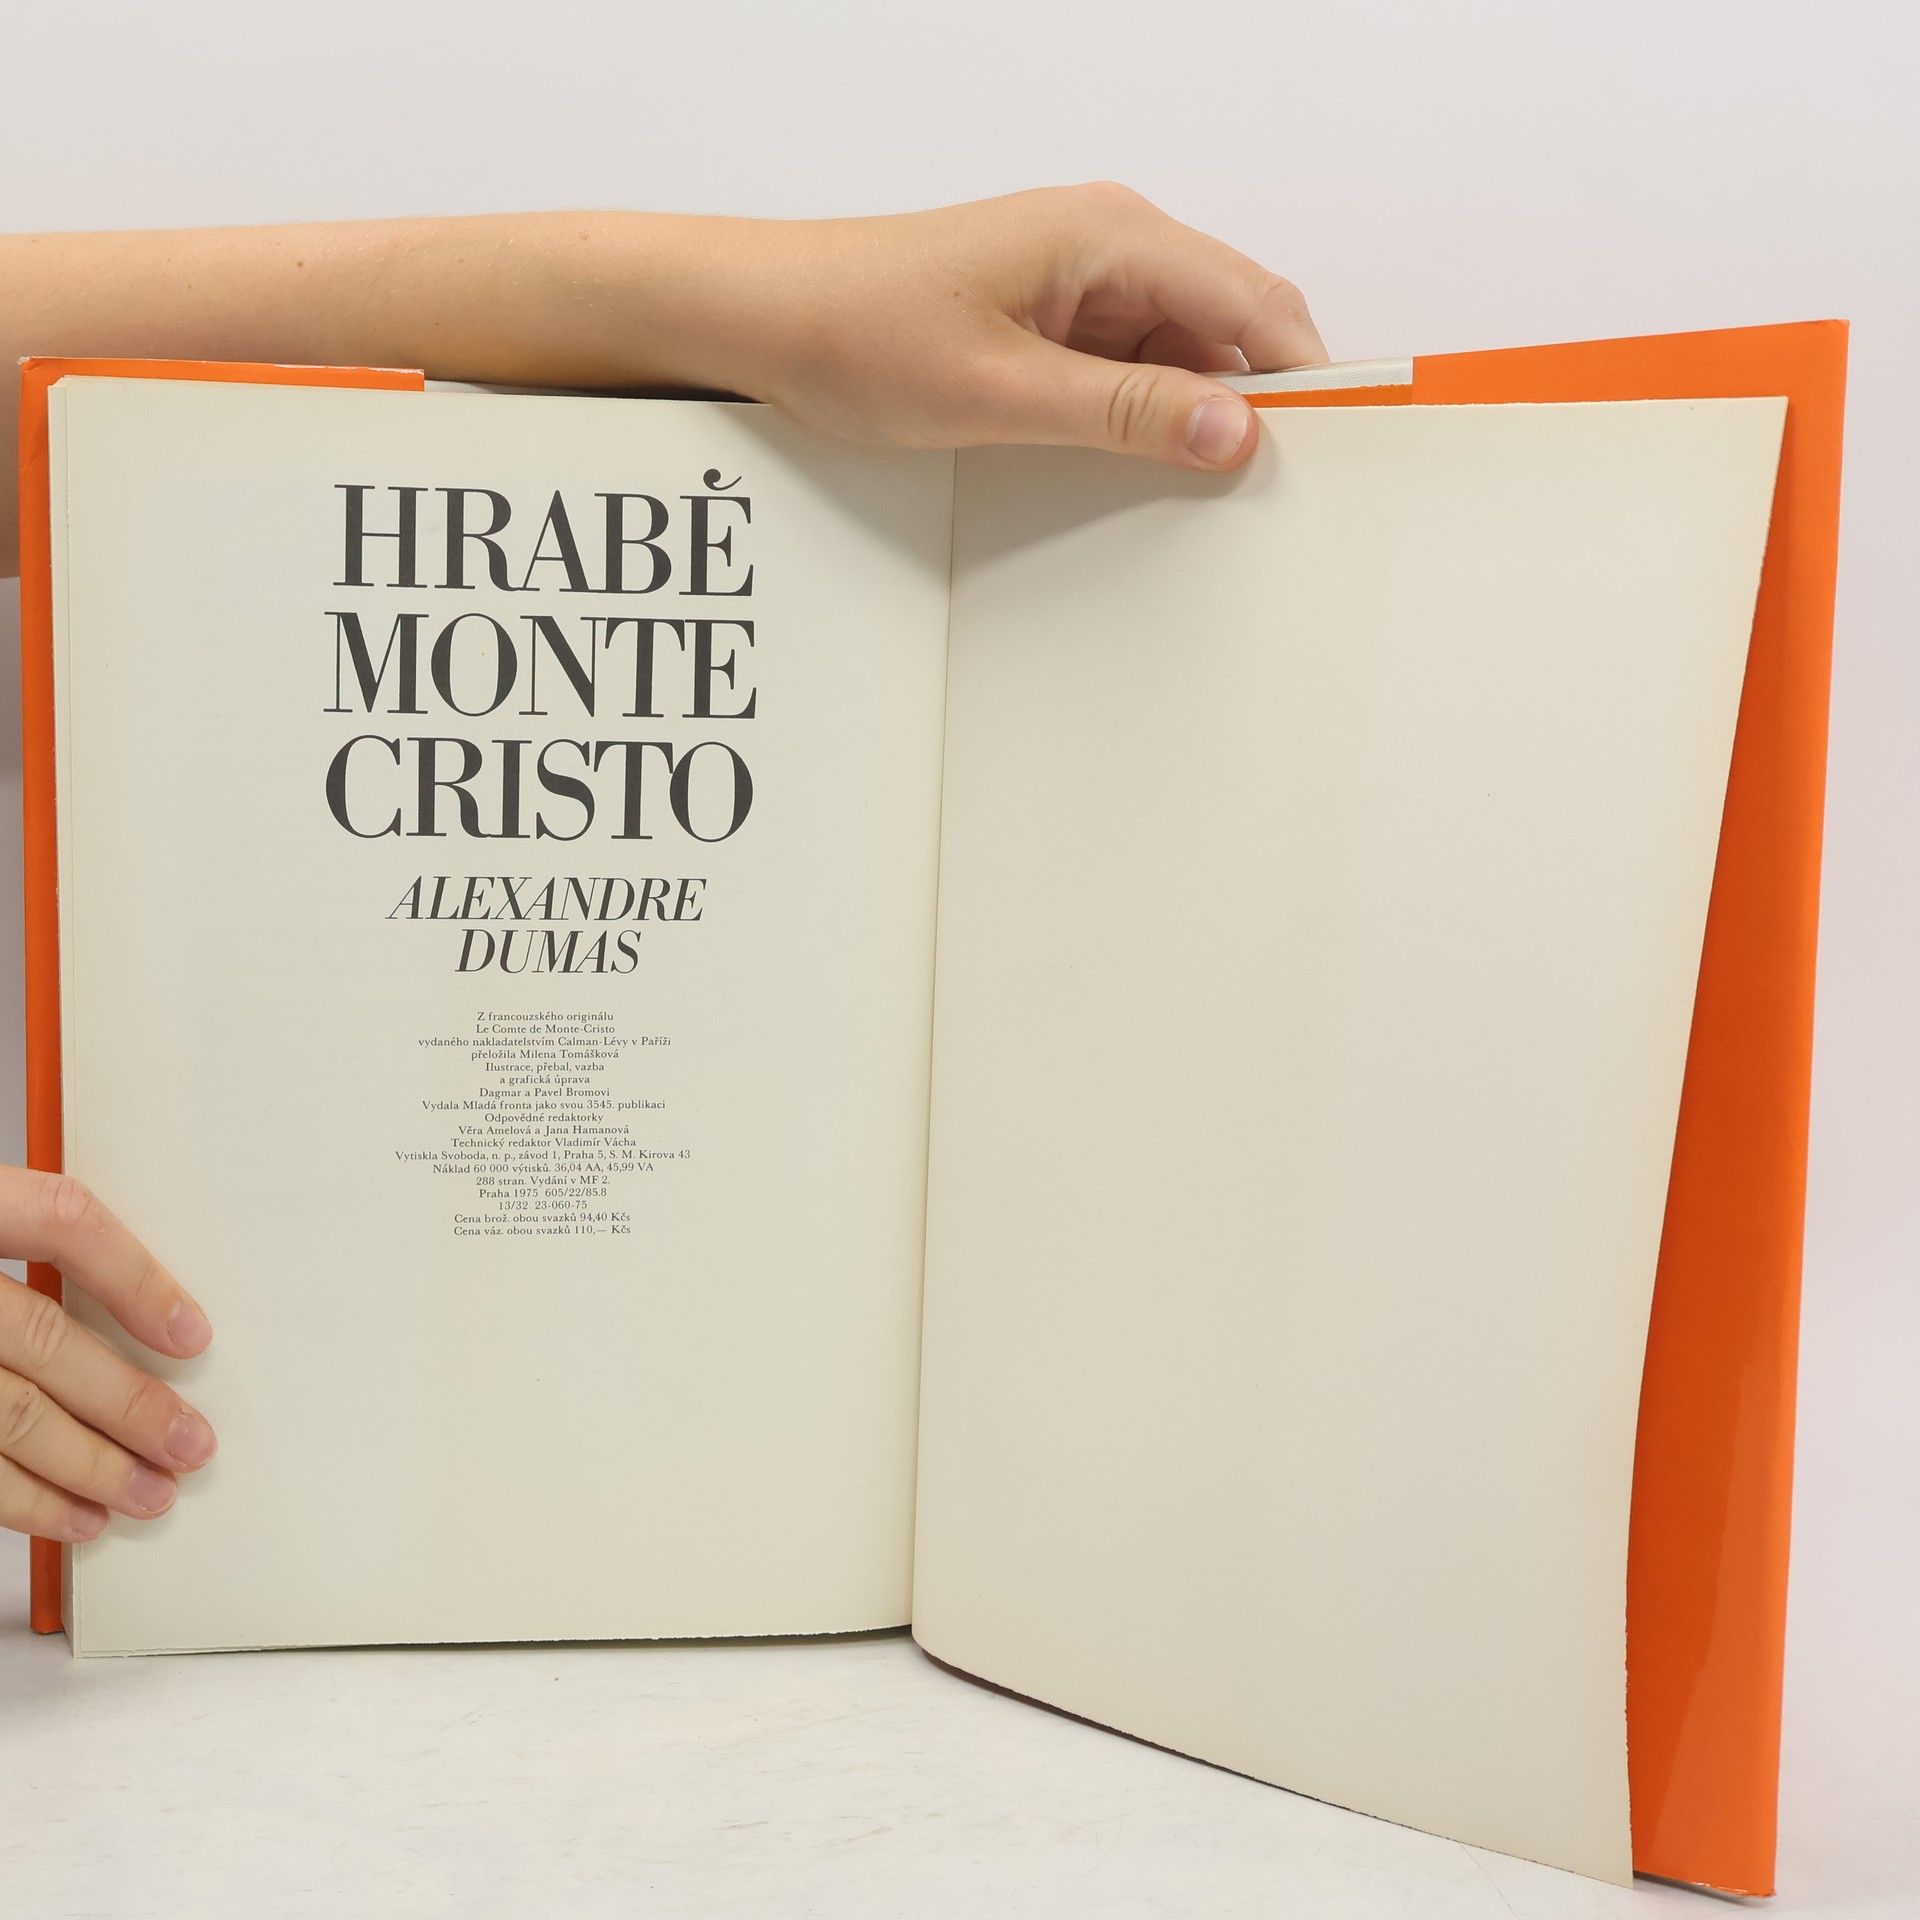 HRABĚ
MONTE
CRISTO
ALEXANDRE
DUMAS
Z francouzského originálu
Le Comte de Monte-Cristo
vydaného nakladatelstvím Calman-Lévy v Paříži
přeložila Milena Tomášková
Ilustrace, přebal, vazba
a grafická úprava
Dagmar a Pavel Bromovi
Vydala Mladá fronta jako svou 3545. publikaci
Odpovědné redaktorky
Věra Amelová a Jana Hamanová
Technický redaktor Vladimír Vácha
Vytiskla Svoboda, n. p., závod 1, Praha 5, S. M. Kirova 43
Náklad 60 000 výtisků. 36,04 AA, 45,99 VA
288 stran. Vydání v MF 2.
Praha 1975 605/22/85.8
13/32 23-060-75
Cena brož. obou svazků 94,40 Kčs
Cena váz. obou svazků 110,— Kčs